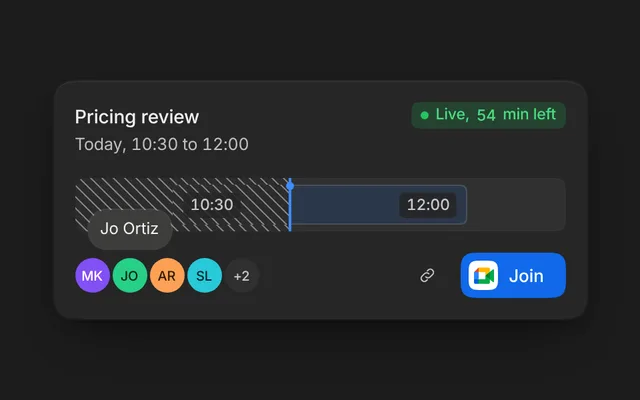 Pricing review
Live, 54 min left
Today, 10:30 to 12:00
10:30
12:00
Jo Ortiz
MK
JO
AR
SL
+2
Join